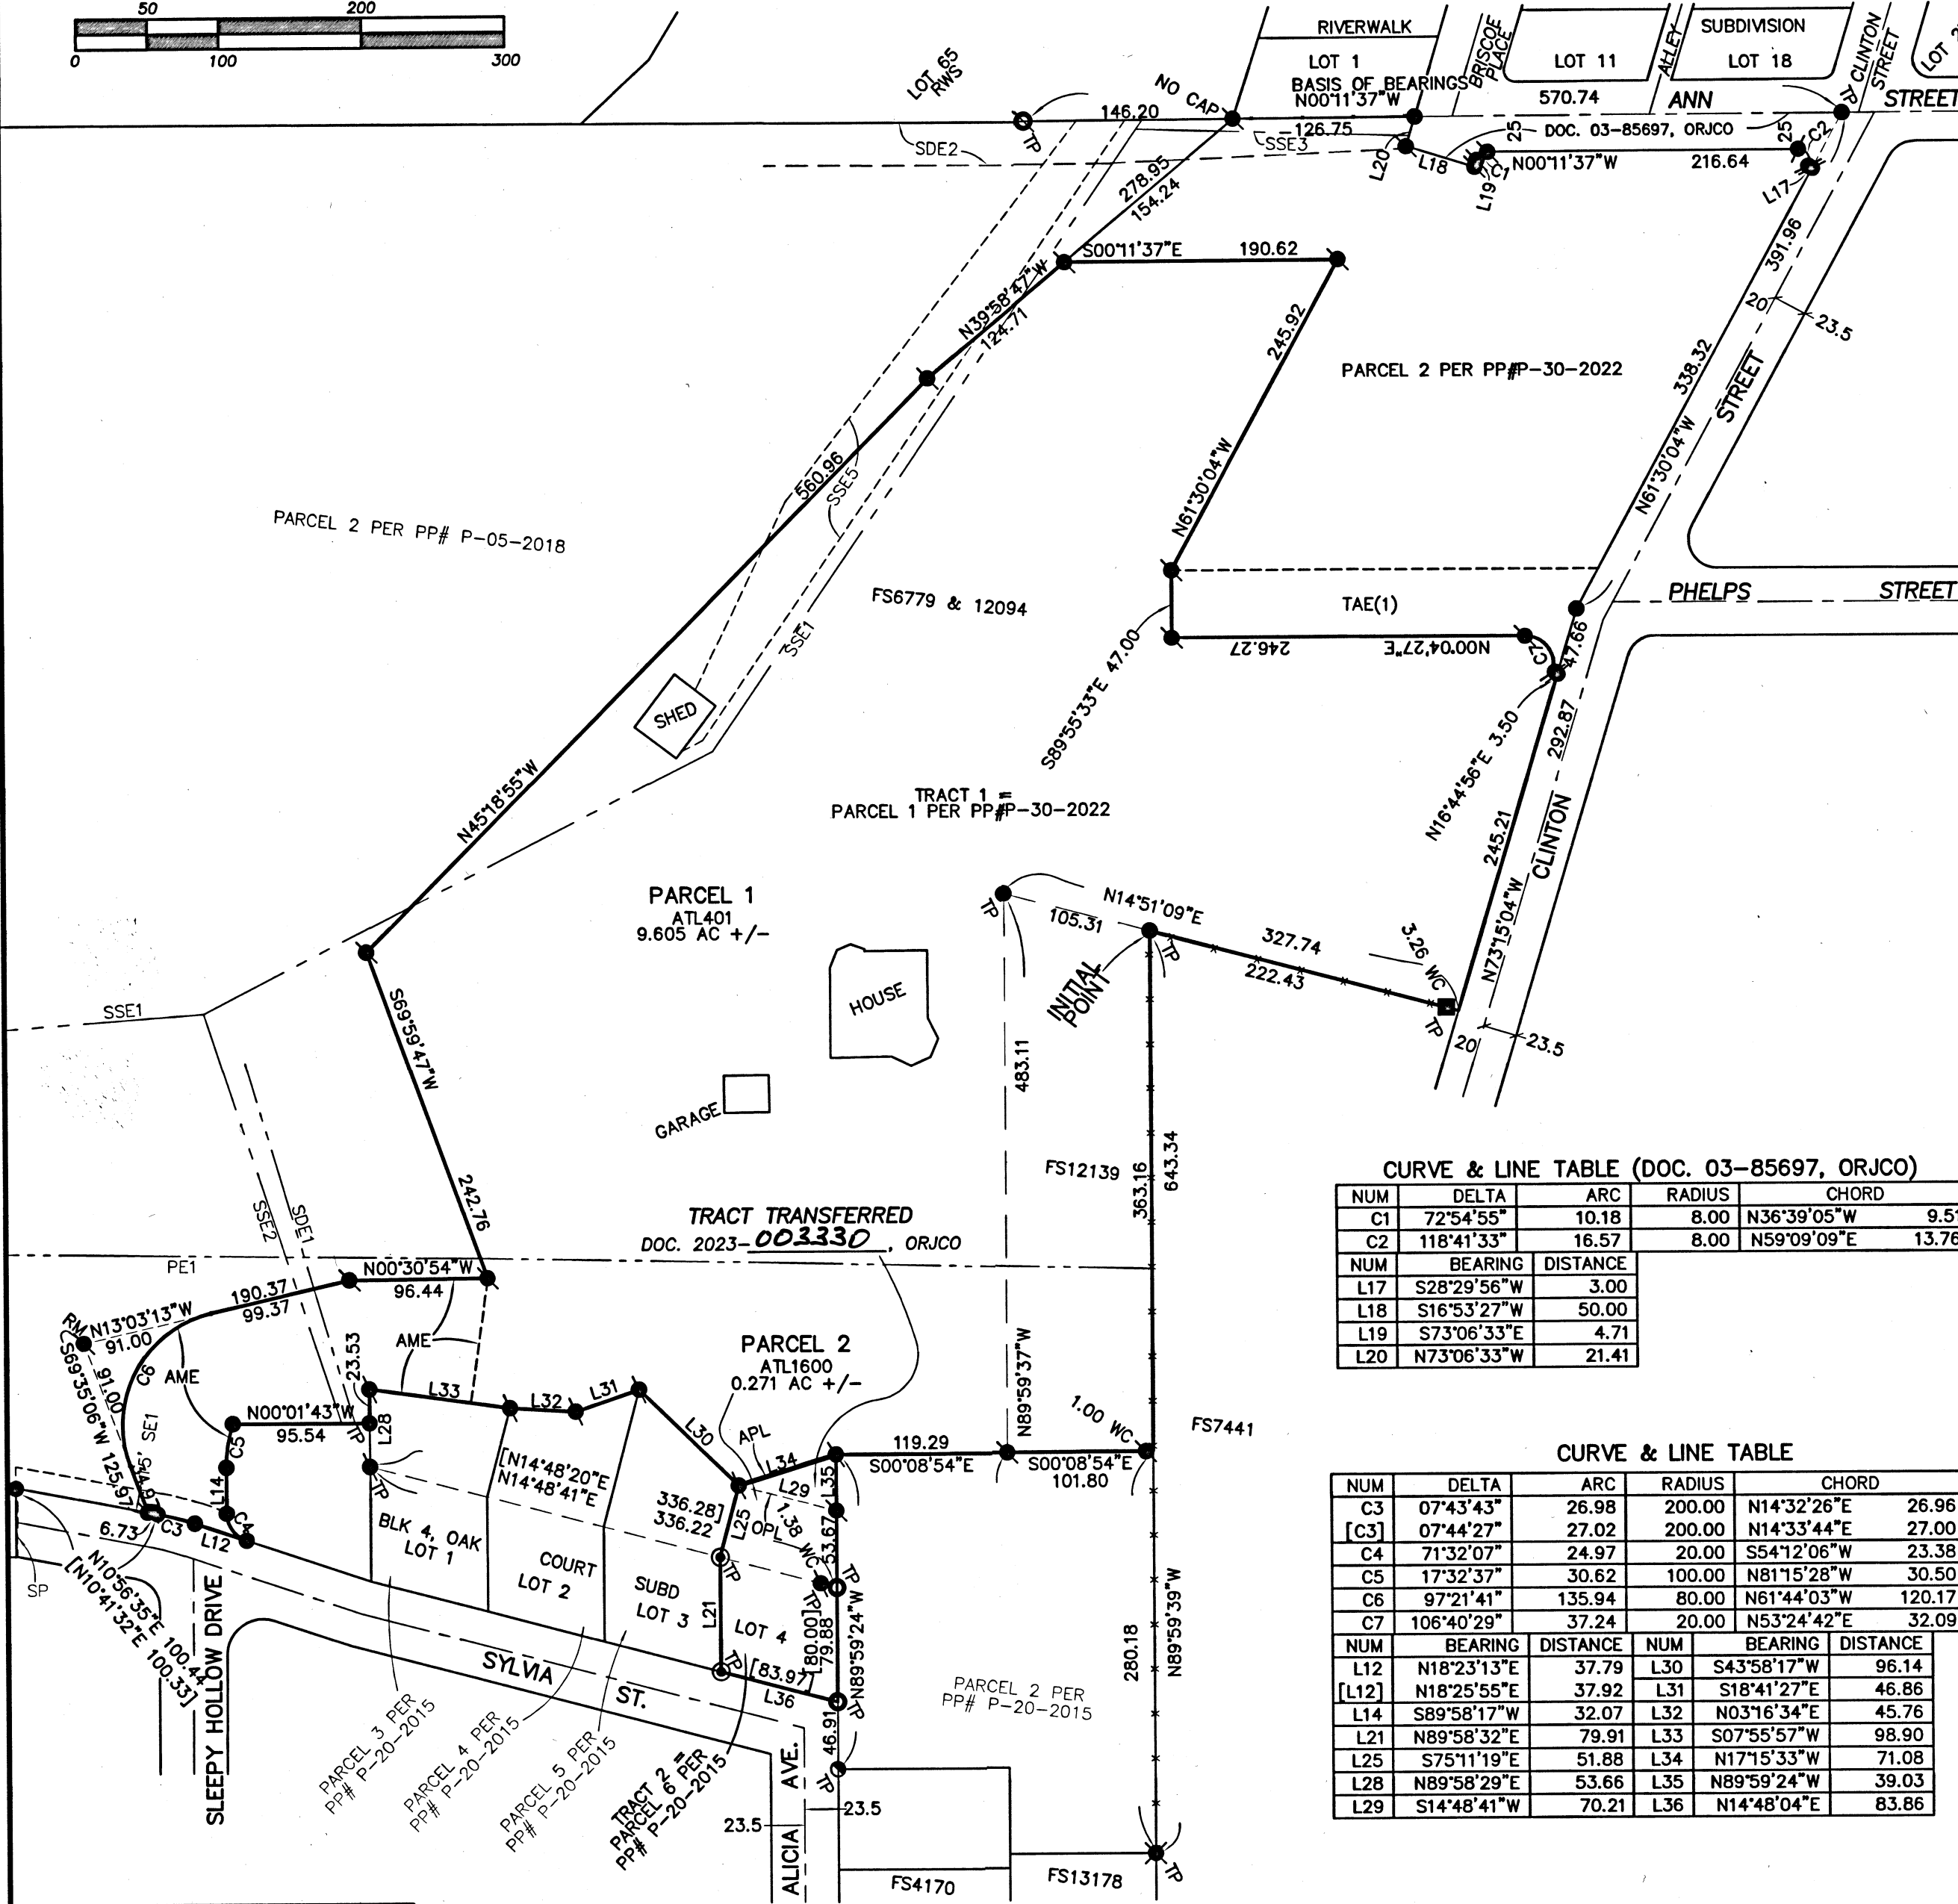 50 200
0 100 300
LOT 65
RWS
NO CAP
RIVERWALK
LOT 1
BASIS OF BEARINGS
N00°11'37"W
BRISCOE
PLACE
LOT 11
ALLEY
SUBDIVISION
LOT 18
CLINTON
STREET
TP
146.20
126.75
570.74
ANN STREET
DOC. 03-85697, ORJCO
25
25
C2
SDE2
TP
SSE3
L20
L18
L19
C1
N00°11'37"W 216.64
L17
278.95
154.24
S00°11'37"E 190.62
391.96
20
23.5
N39°58'47"W
124.71
245.92
PARCEL 2 PER PP#P-30-2022
338.32
STREET
560.96
SSE5
N61°30'04"W
N61°30'04"W
PARCEL 2 PER PP# P-05-2018
FS6779 & 12094
SSE1
TAE(1)
PHELPS STREET
S89°55'33"E 47.00
246.27 N00°04'27"E
C7
47.66
SHED
N16°44'56"E 3.50
292.87
245.21
CLINTON
N73°15'04"W
N45°18'55"W
TRACT 1 =
PARCEL 1 PER PP#P-30-2022
PARCEL 1
ATL401
9.605 AC +/-
TP
N14°51'09"E
105.31
327.74
222.43
3.26 WC
TP
TP
INITIAL
POINT
20
23.5
HOUSE
SSE1
S69°59'47"W
242.76
483.11
GARAGE
FS12139
363.16
643.34
SSE2
SDE1
TRACT TRANSFERRED
DOC. 2023-003330, ORJCO
PE1
N00°30'54"W
96.44
190.37
99.37
RM
N13°03'13"W
91.00
S69°35'06"W 125.97
91.00
C6
AME
AME
23.53
PARCEL 2
ATL1600
0.271 AC +/-
N89°59'37"W
1.00 WC
FS7441
L33
L32
L31
L30
N00°01'43"W
95.54
TP
L28
C5
SE1
L14
C4
APL
L34
L29
L35
119.29
S00°08'54"E
S00°08'54"E
101.80
[N14°48'20"E
N14°48'41"E
336.28]
336.22
TP
L25
OPL
1.38 WC
53.67
TP
TP
TP
6.73
C3
L12
BLK 4, OAK
LOT 1
COURT
LOT 2
SUBD
LOT 3
L21
LOT 4
[80.00]
79.88
N89°59'24"W
SP
N10°56'35"E 100.44
[N10°41'32"E 100.33]
SLEEPY HOLLOW DRIVE
SYLVIA ST.
TP
[83.97]
L36
TP
46.91
TP
280.18
N89°59'39"W
PARCEL 2 PER
PP# P-20-2015
PARCEL 3 PER
PP# P-20-2015
PARCEL 4 PER
PP# P-20-2015
PARCEL 5 PER
PP# P-20-2015
TRACT 2 =
PARCEL 6 PER
PP# P-20-2015
23.5
23.5
ALICIA AVE.
TP
FS4170
FS13178
CURVE & LINE TABLE (DOC. 03-85697, ORJCO)
NUM DELTA ARC RADIUS CHORD
C1 72°54'55" 10.18 8.00 N36°39'05"W 9.51
C2 118°41'33" 16.57 8.00 N59°09'09"E 13.76
NUM BEARING DISTANCE
L17 S28°29'56"W 3.00
L18 S16°53'27"W 50.00
L19 S73°06'33"E 4.71
L20 N73°06'33"W 21.41
CURVE & LINE TABLE
NUM DELTA ARC RADIUS CHORD
C3 07°43'43" 26.98 200.00 N14°32'26"E 26.96
[C3] 07°44'27" 27.02 200.00 N14°33'44"E 27.00
C4 71°32'07" 24.97 20.00 S54°12'06"W 23.38
C5 17°32'37" 30.62 100.00 N81°15'28"W 30.50
C6 97°21'41" 135.94 80.00 N61°44'03"W 120.17
C7 106°40'29" 37.24 20.00 N53°24'42"E 32.09
NUM BEARING DISTANCE NUM BEARING DISTANCE
L12 N18°23'13"E 37.79 L30 S43°58'17"W 96.14
[L12] N18°25'55"E 37.92 L31 S18°41'27"E 46.86
L14 S89°58'17"W 32.07 L32 N03°16'34"E 45.76
L21 N89°58'32"E 79.91 L33 S07°55'57"W 98.90
L25 S75°11'19"E 51.88 L34 N17°15'33"W 71.08
L28 N89°58'29"E 53.66 L35 N89°59'24"W 39.03
L29 S14°48'41"W 70.21 L36 N14°48'04"E 83.86